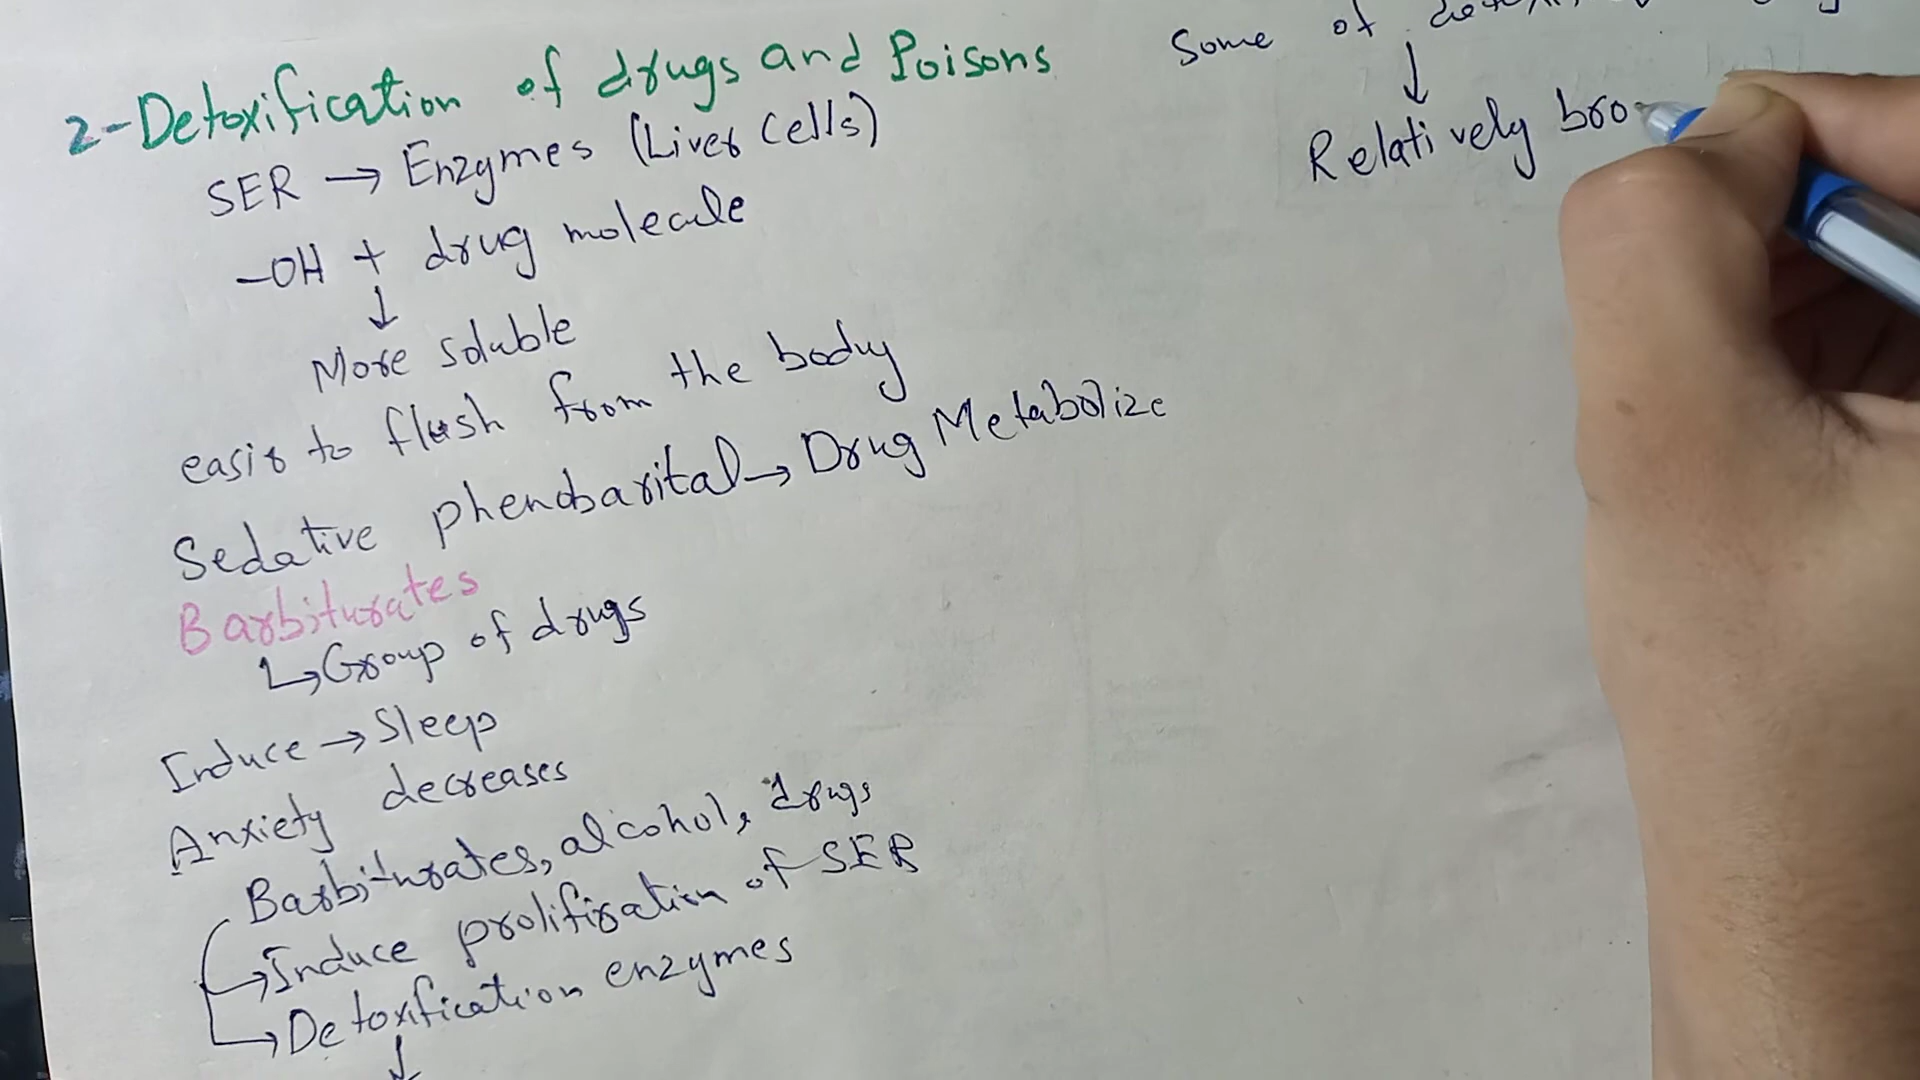 2-Detoxification of drugs and Poisons
SER → Enzymes (Liver Cells)
-OH + drug molecule
↓
More soluble
easir to flush from the body
Sedative phenobarital → Drug Metabolize
Barbiturates
↳ Group of drugs
Induce → Sleep
Anxiety decreases
Barbiturates, alcohol, drugs
→ Induce prolifiration of SER
→ Detoxification enzymes
↓
Some of
↓
Relatively bro